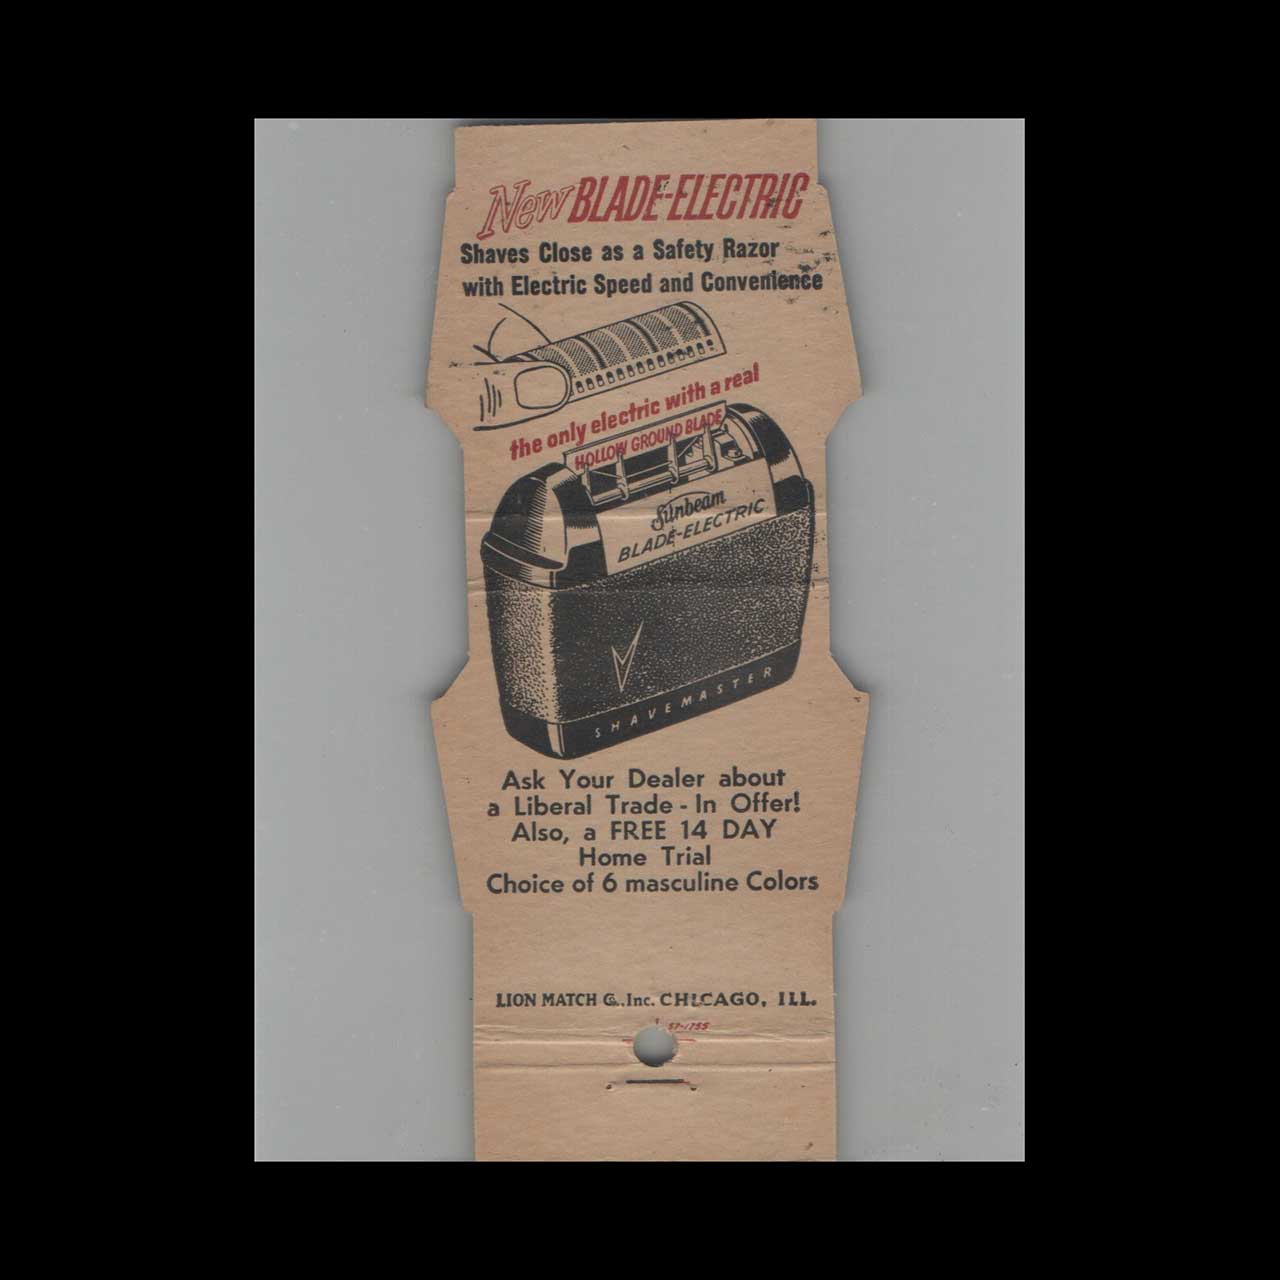 New BLADE-ELECTRIC
Shaves Close as a Safety Razor
with Electric Speed and Convenience
the only electric with a real
HOLLOW GROUND BLADE
Sunbeam
BLADE-ELECTRIC
SHAVEMASTER
Ask Your Dealer about
a Liberal Trade - In Offer!
Also, a FREE 14 DAY
Home Trial
Choice of 6 masculine Colors
LION MATCH Co., Inc. CHICAGO, ILL.
57-1755